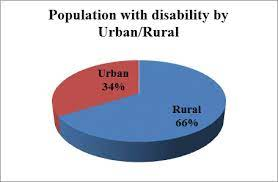 Population with disability by
Urban/Rural
Urban
34%
Rural
66%